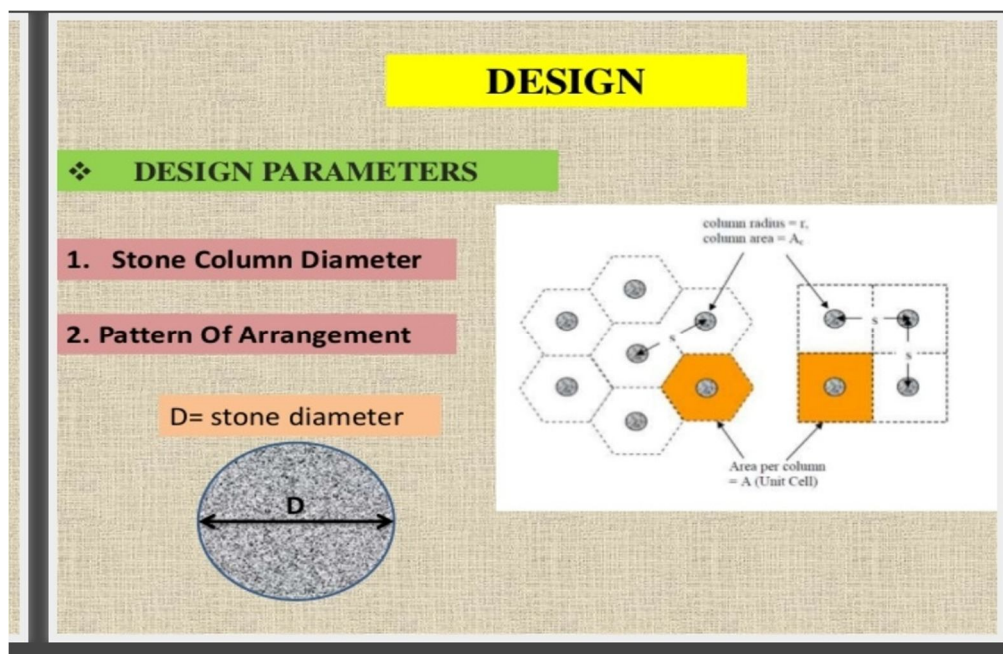 DESIGN
❖ DESIGN PARAMETERS
1. Stone Column Diameter
2. Pattern Of Arrangement
D= stone diameter
D
column radius = r,
column area = Ac
s
s
s
Area per column
= A (Unit Cell)